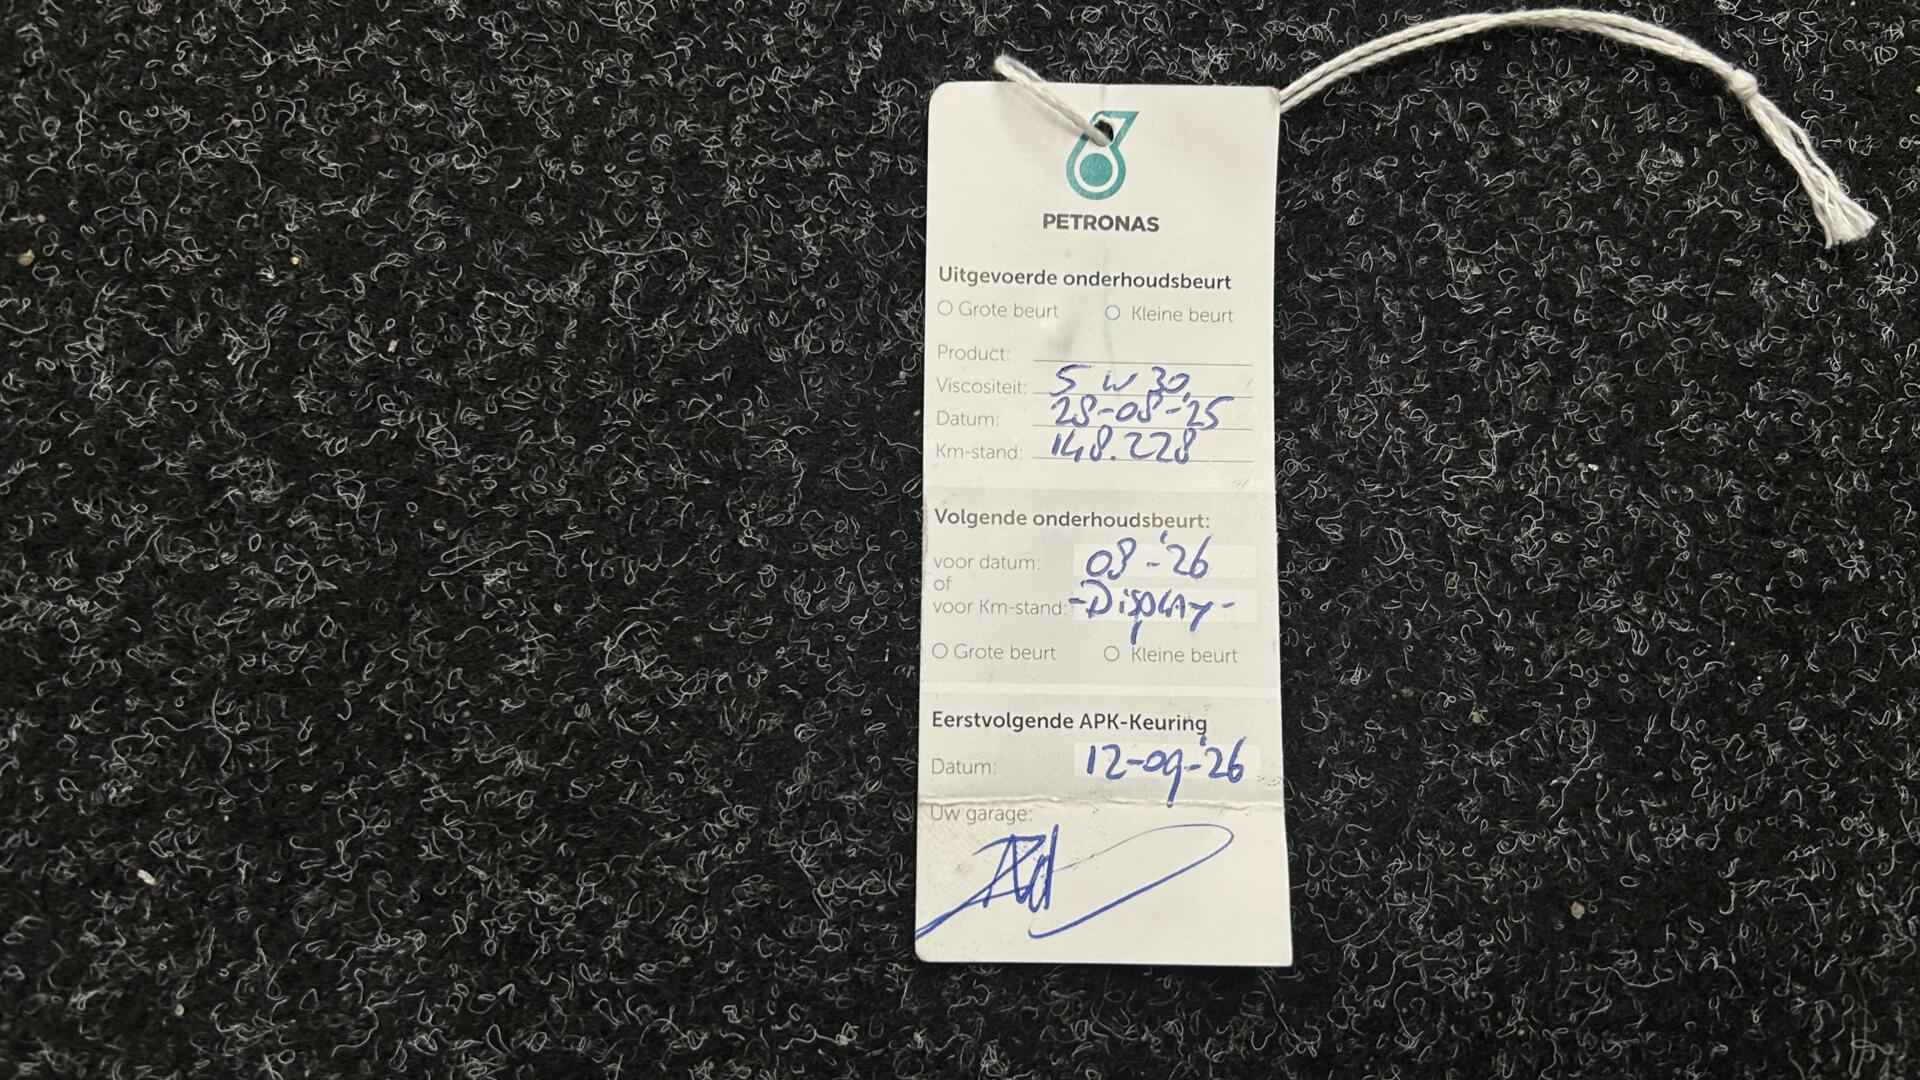 PETRONAS
Uitgevoerde onderhoudsbeurt
Grote beurt Kleine beurt
Product:
Viscositeit: 5 W 30
Datum: 28-08-'25
Km-stand: 148.228
Volgende onderhoudsbeurt:
voor datum: 08-'26
of
voor Km-stand: -Display-
Grote beurt Kleine beurt
Eerstvolgende APK-Keuring
Datum: 12-09-'26
Uw garage: